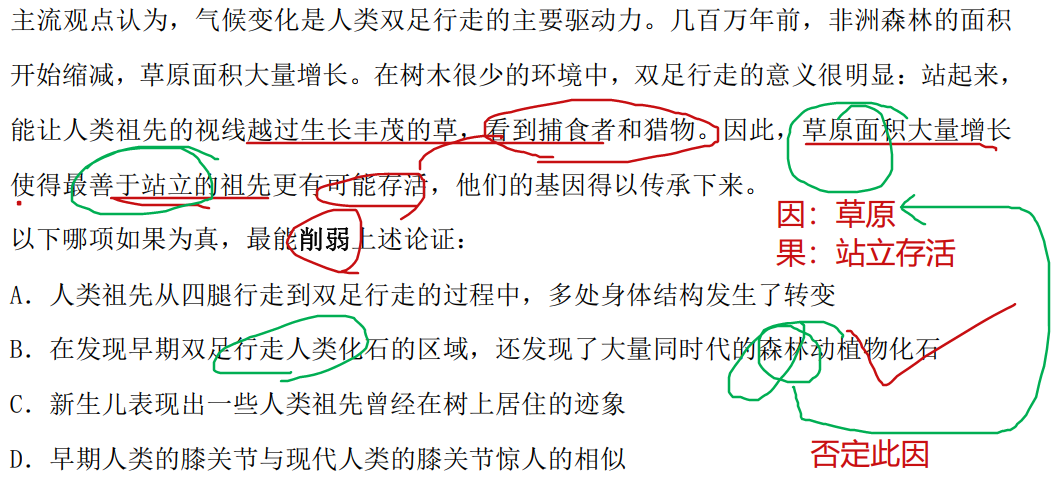 主流观点认为，气候变化是人类双足行走的主要驱动力。几百万年前，非洲森林的面积
开始缩减，草原面积大量增长。在树木很少的环境中，双足行走的意义很明显：站起来，
能让人类祖先的视线越过生长丰茂的草，看到捕食者和猎物。因此，草原面积大量增长
使得最善于站立的祖先更有可能存活，他们的基因得以传承下来。
因：草原
以下哪项如果为真，最能削弱上述论证：
果：站立存活
A．人类祖先从四腿行走到双足行走的过程中，多处身体结构发生了转变
B．在发现早期双足行走人类化石的区域，还发现了大量同时代的森林动植物化石
C．新生儿表现出一些人类祖先曾经在树上居住的迹象
否定此因
D．早期人类的膝关节与现代人类的膝关节惊人的相似